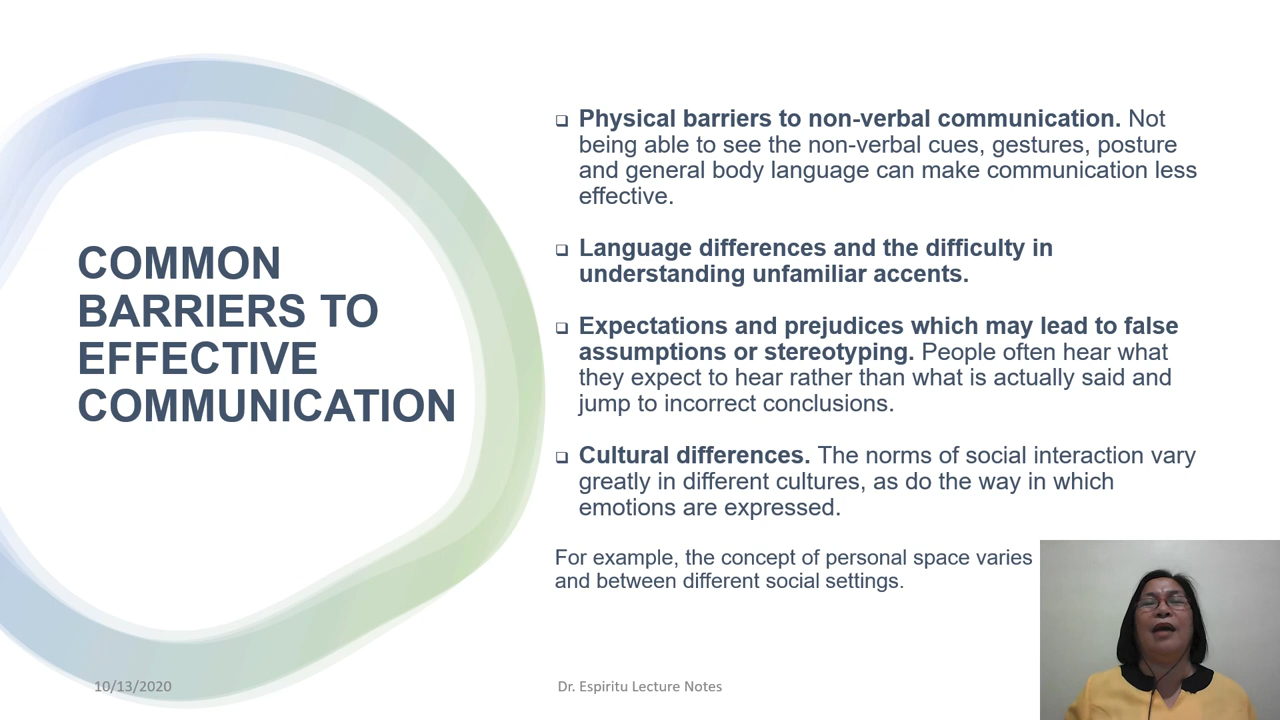 COMMON
BARRIERS TO
EFFECTIVE
COMMUNICATION
Physical barriers to non-verbal communication. Not
being able to see the non-verbal cues, gestures, posture
and general body language can make communication less
effective.
Language differences and the difficulty in
understanding unfamiliar accents.
Expectations and prejudices which may lead to false
assumptions or stereotyping. People often hear what
they expect to hear rather than what is actually said and
jump to incorrect conclusions.
Cultural differences. The norms of social interaction vary
greatly in different cultures, as do the way in which
emotions are expressed.
For example, the concept of personal space varies
and between different social settings.
10/13/2020
Dr. Espiritu Lecture Notes